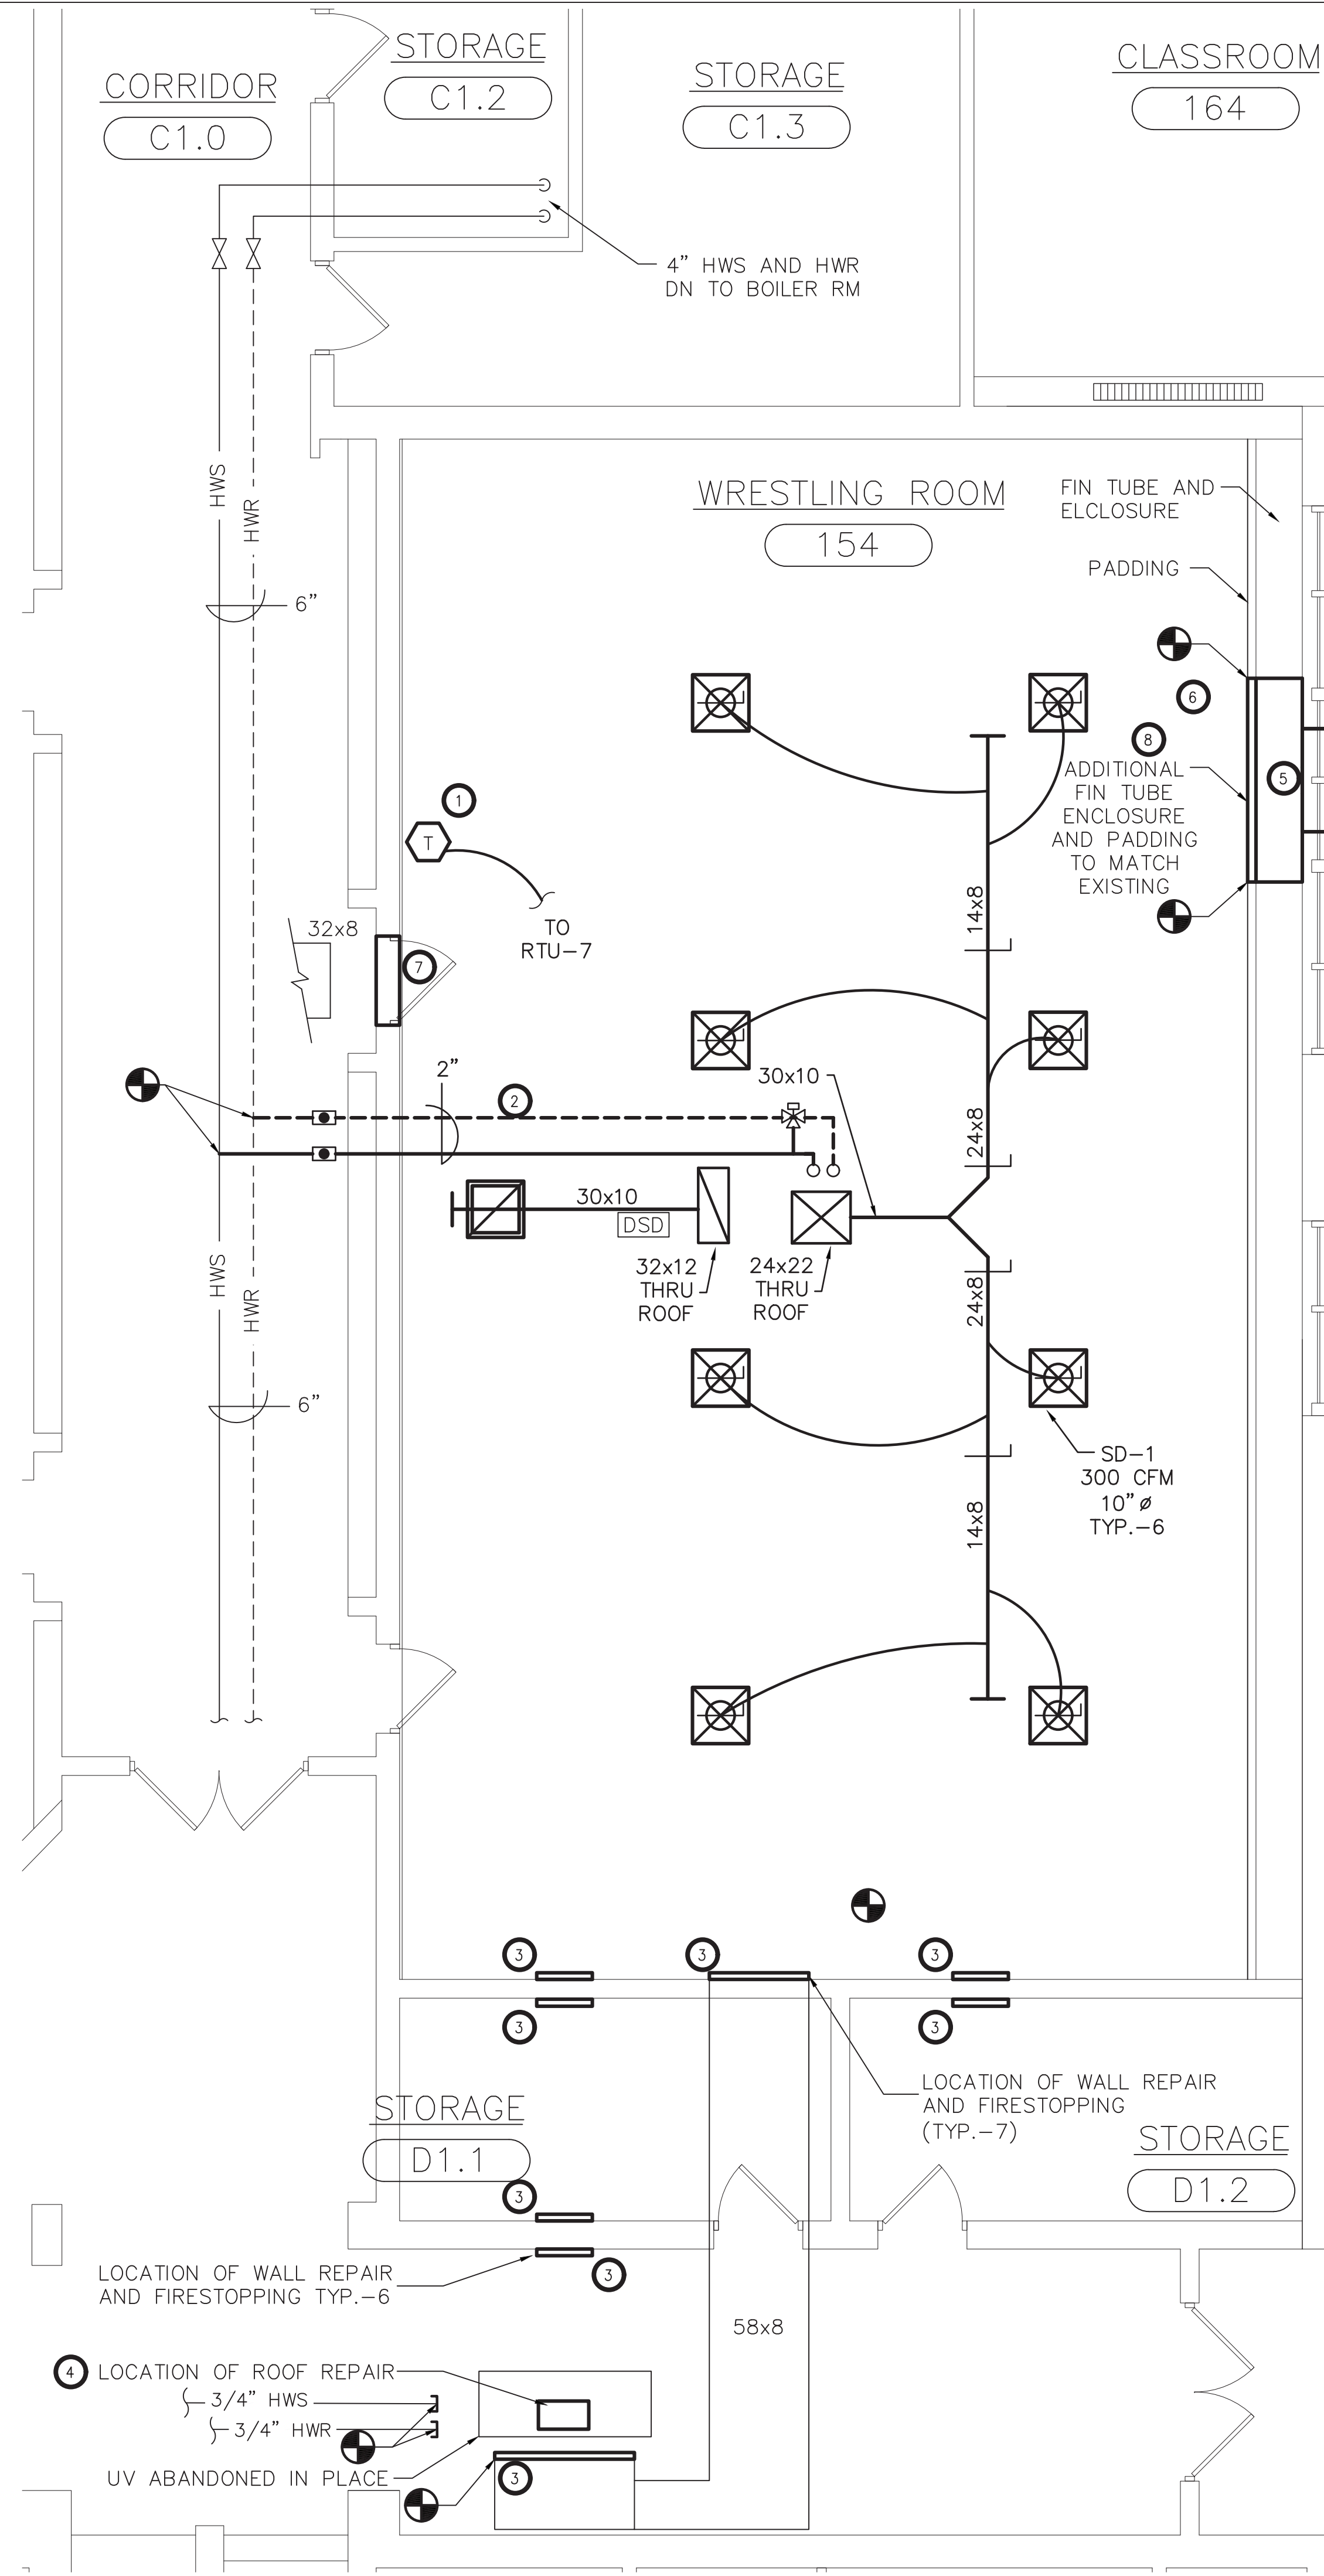 STORAGE
C1.2
CORRIDOR
C1.0
STORAGE
C1.3
CLASSROOM
164
4” HWS AND HWR
DN TO BOILER RM
HWS
HWR
6”
WRESTLING ROOM
154
FIN TUBE AND
ELCLOSURE
PADDING
6
8
5
ADDITIONAL
FIN TUBE
ENCLOSURE
AND PADDING
TO MATCH
EXISTING
1
T
TO
RTU-7
32x8
7
14x8
2”
2
30x10
24x8
30x10
DSD
32x12
THRU
ROOF
24x22
THRU
ROOF
HWS
HWR
24x8
6”
SD-1
300 CFM
10”ø
TYP.-6
14x8
3
3
3
3
3
LOCATION OF WALL REPAIR
AND FIRESTOPPING
(TYP.-7)
STORAGE
D1.1
STORAGE
D1.2
3
LOCATION OF WALL REPAIR
AND FIRESTOPPING TYP.-6
3
58x8
4 LOCATION OF ROOF REPAIR
3/4” HWS
3/4” HWR
UV ABANDONED IN PLACE
3